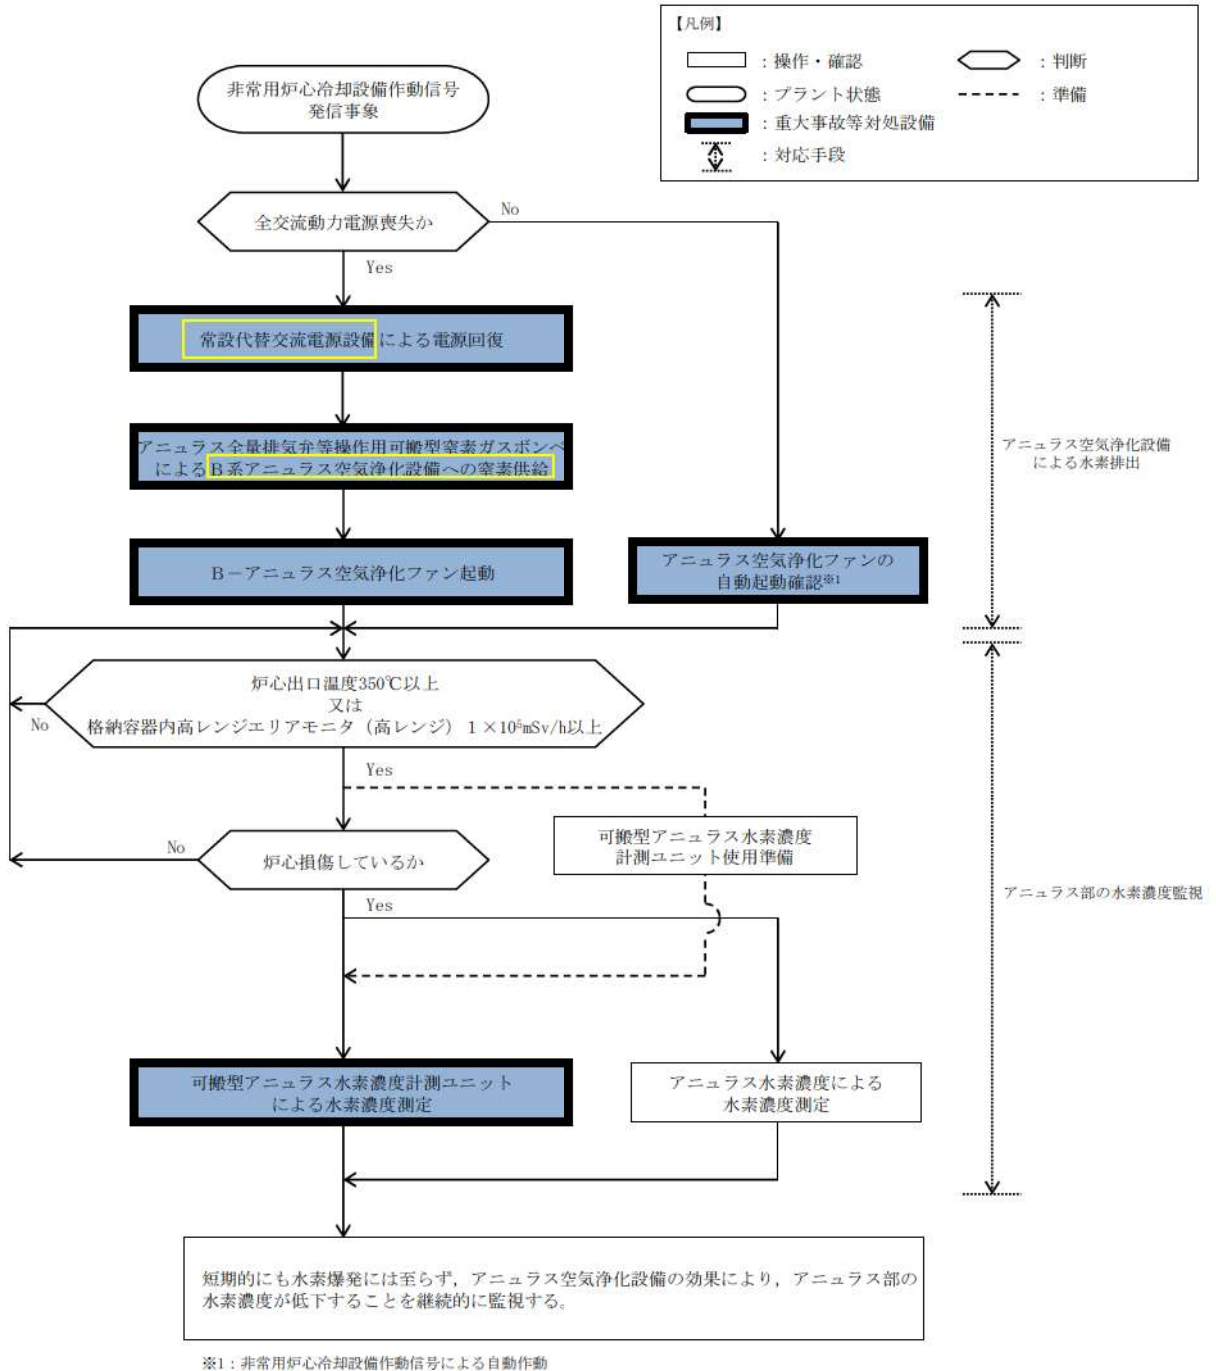 【凡例】
：操作・確認
：判断
：プラント状態
：準備
：重大事故等対処設備
：対応手段
非常用炉心冷却設備作動信号
発信事象
全交流動力電源喪失か
No
Yes
常設代替交流電源設備による電源回復
アニュラス全量排気弁等操作用可搬型窒素ガスボンベ
によるB系アニュラス空気浄化設備への窒素供給
B－アニュラス空気浄化ファン起動
アニュラス空気浄化ファンの
自動起動確認※1
アニュラス空気浄化設備
による水素排出
炉心出口温度350℃以上
又は
格納容器内高レンジエリアモニタ（高レンジ）１×10⁵mSv/h以上
No
Yes
可搬型アニュラス水素濃度
計測ユニット使用準備
No
炉心損傷しているか
Yes
アニュラス部の水素濃度監視
可搬型アニュラス水素濃度計測ユニット
による水素濃度測定
アニュラス水素濃度による
水素濃度測定
短期的にも水素爆発には至らず，アニュラス空気浄化設備の効果により，アニュラス部の
水素濃度が低下することを継続的に監視する。
※1：非常用炉心冷却設備作動信号による自動作動